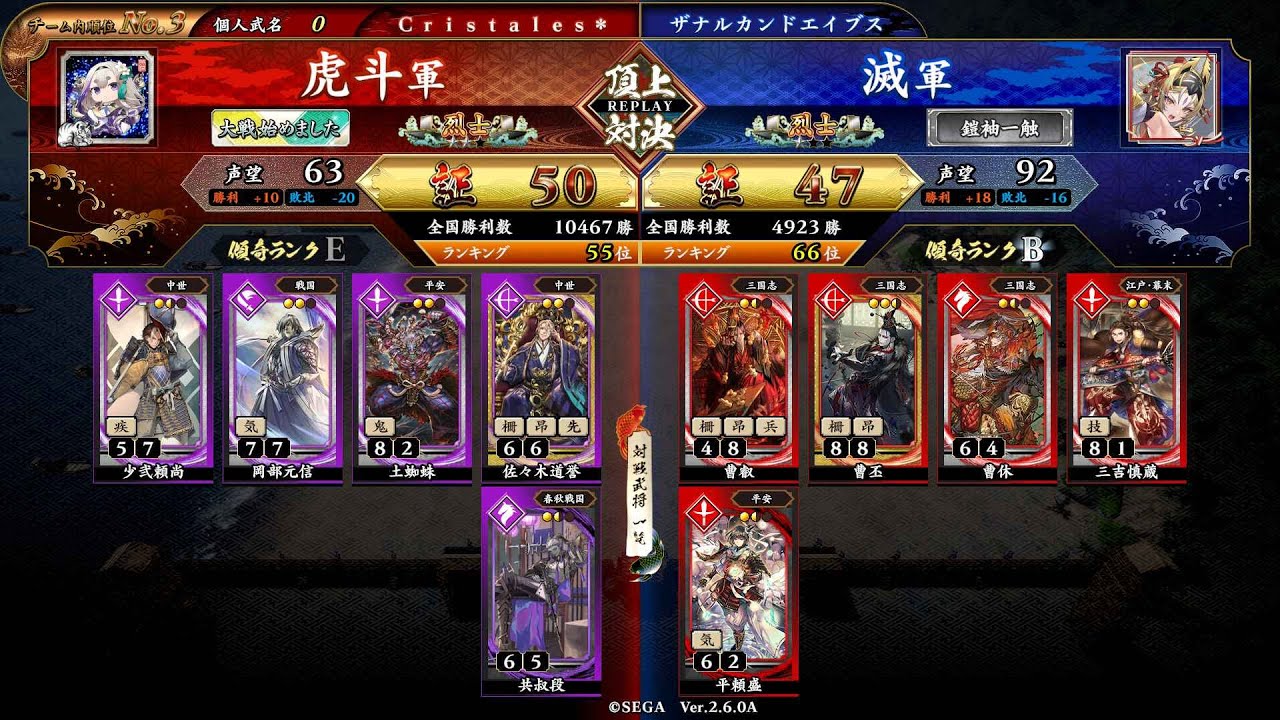 チーム内順位 No.3 個人武名 0 Cristales* ザナルカンドエイブス
虎斗軍
滅軍
頂上
REPLAY
対決
大戦始めました
烈士
烈士
鎧袖一触
声望 63
勝利 +10 敗北 -20
証 50
証 47
声望 92
勝利 +18 敗北 -16
全国勝利数 10467勝
全国勝利数 4923勝
傾奇ランク E
ランキング 55位
ランキング 66位
傾奇ランク B
中世
戦国
平安
中世
三国志
三国志
三国志
江戸・幕末
疾
気
鬼
柵 昂 先
柵 昂 兵
柵 昂
技
5 7
7 7
8 2
6 6
4 8
8 8
6 4
8 1
少弐頼尚
岡部元信
土蜘蛛
佐々木道誉
曹叡
曹丕
曹休
三吉慎蔵
対戦武将一覧
春秋戦国
平安
気
6 5
6 2
共叔段
平頼盛
©SEGA Ver.2.6.0A